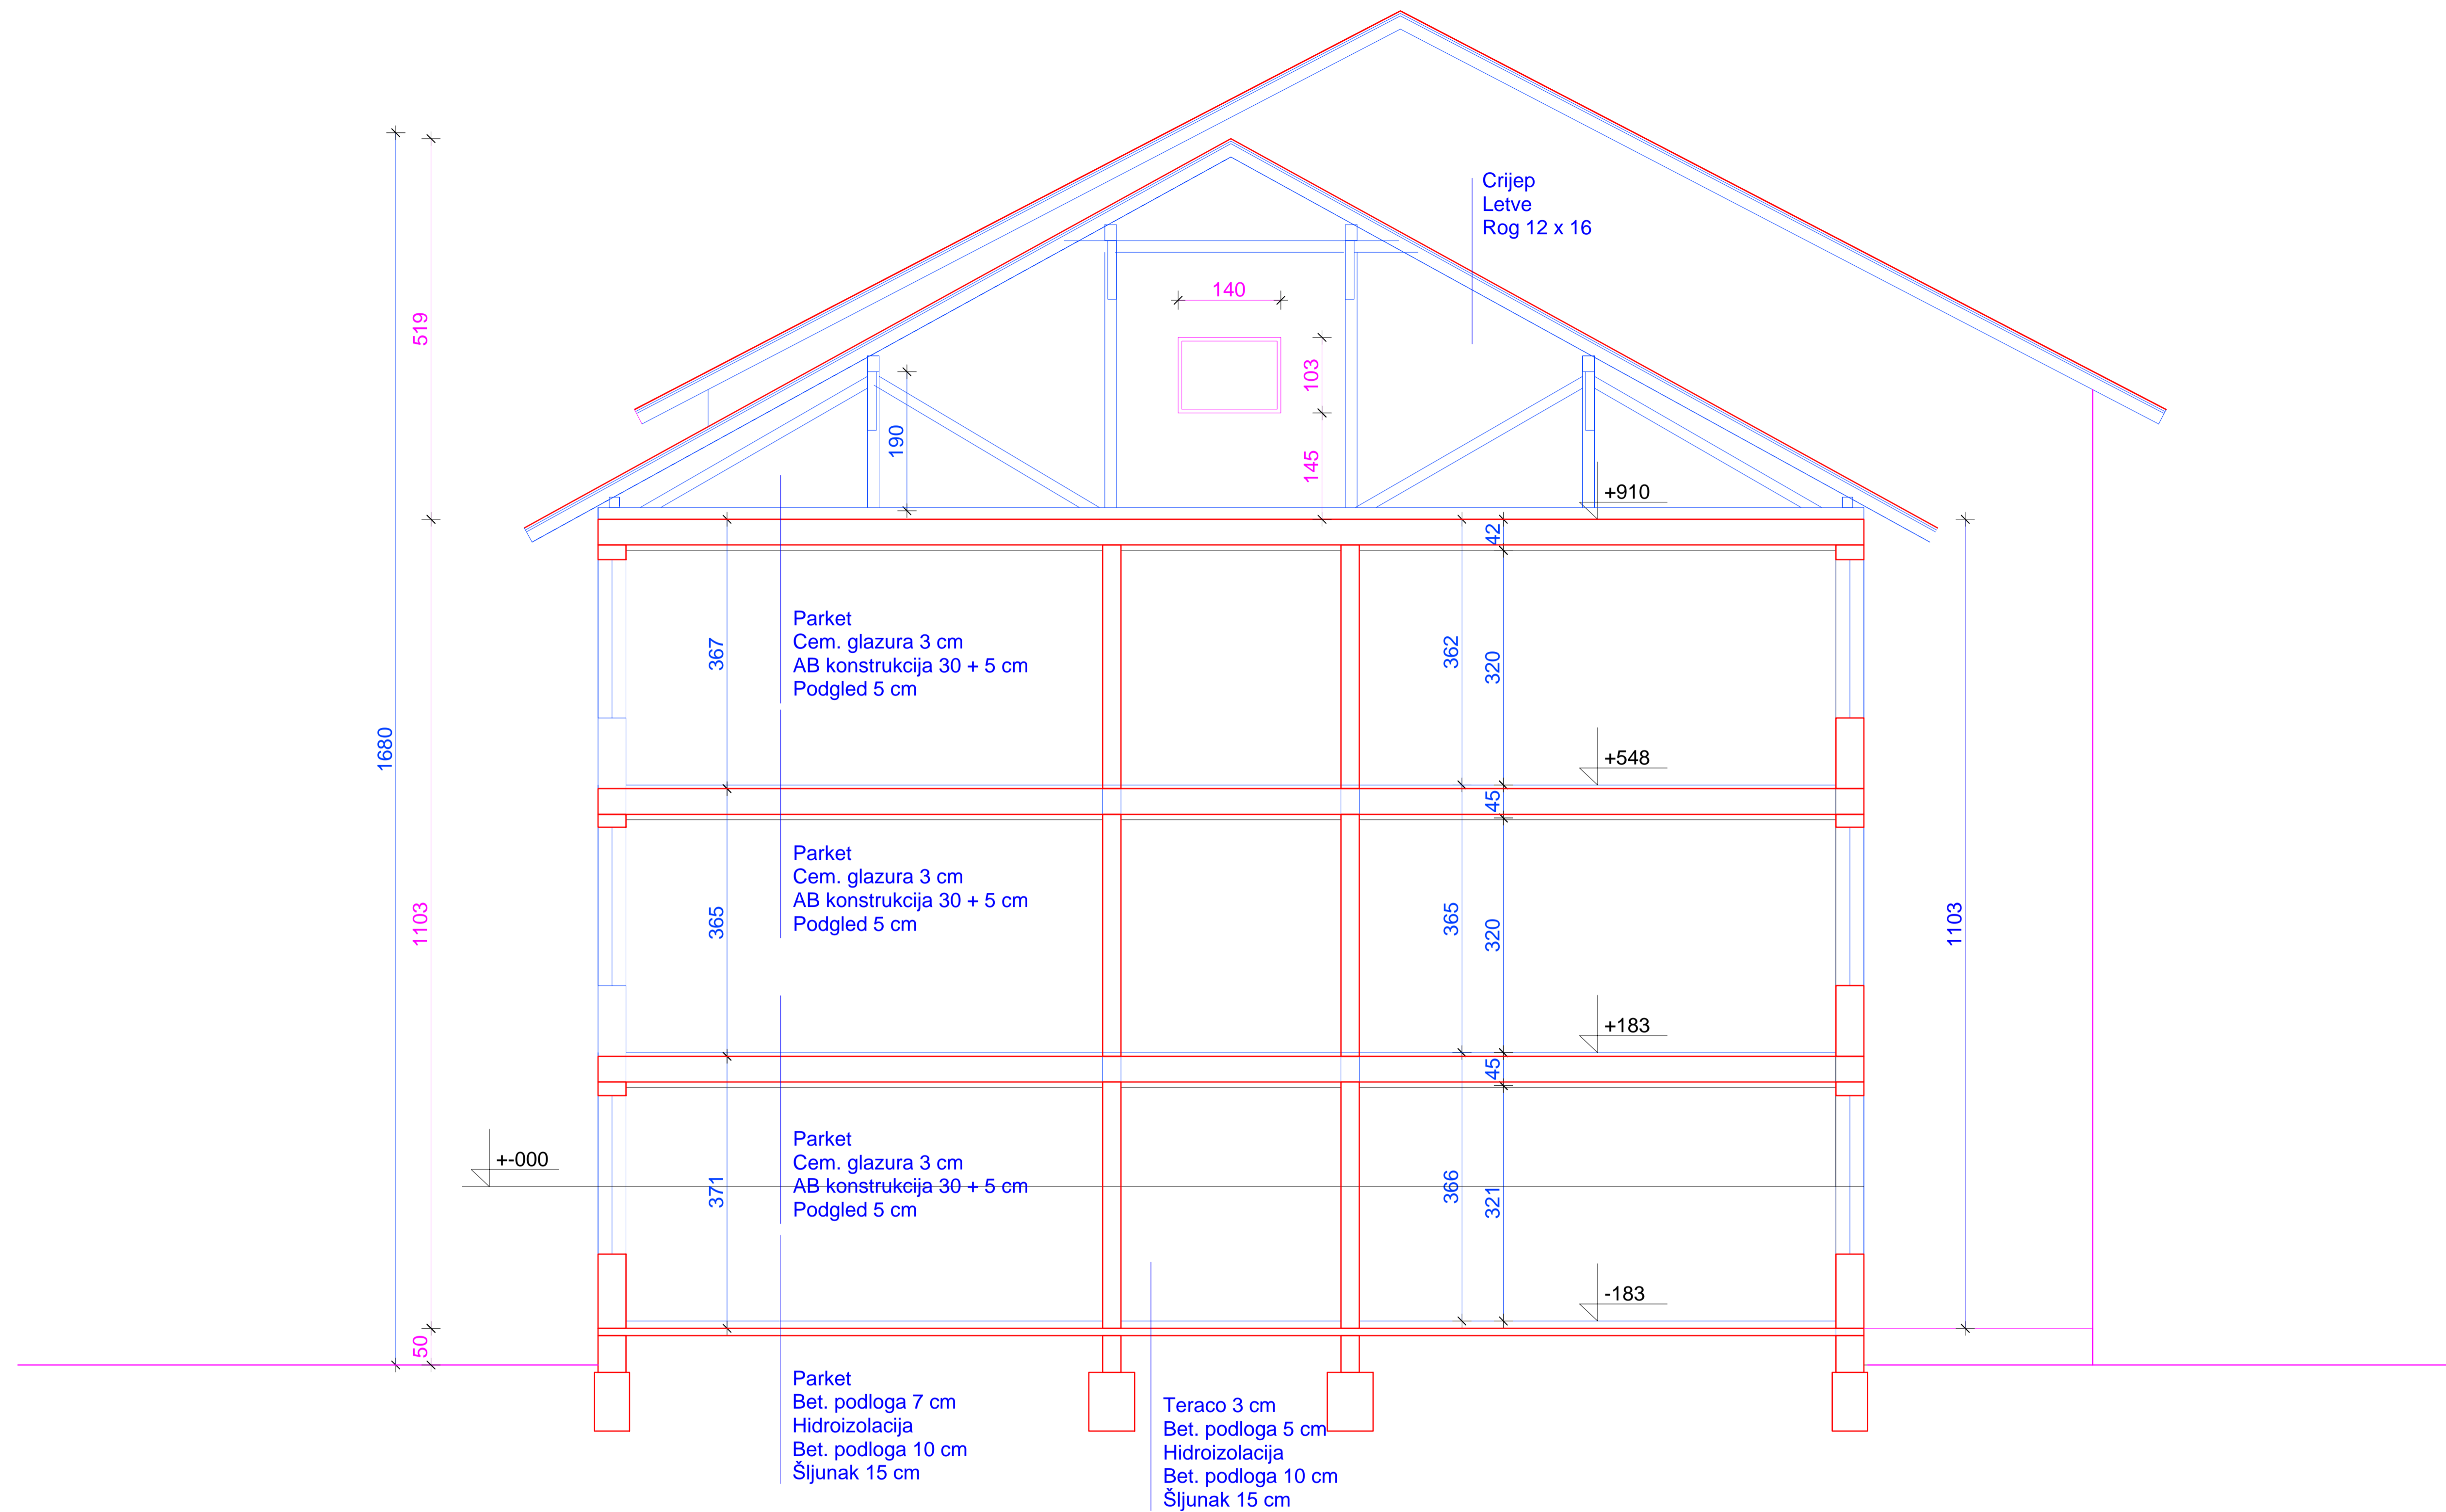 Crijep
Letve
Rog 12 x 16
140
519
103
190
145
+910
42
Parket
Cem. glazura 3 cm
AB konstrukcija 30 + 5 cm
Podgled 5 cm
367
362
320
1680
+548
45
Parket
Cem. glazura 3 cm
AB konstrukcija 30 + 5 cm
Podgled 5 cm
1103
365
365
320
1103
+183
45
+-000
Parket
Cem. glazura 3 cm
AB konstrukcija 30 + 5 cm
Podgled 5 cm
371
366
321
-183
50
Parket
Bet. podloga 7 cm
Hidroizolacija
Bet. podloga 10 cm
Šljunak 15 cm
Teraco 3 cm
Bet. podloga 5 cm
Hidroizolacija
Bet. podloga 10 cm
Šljunak 15 cm